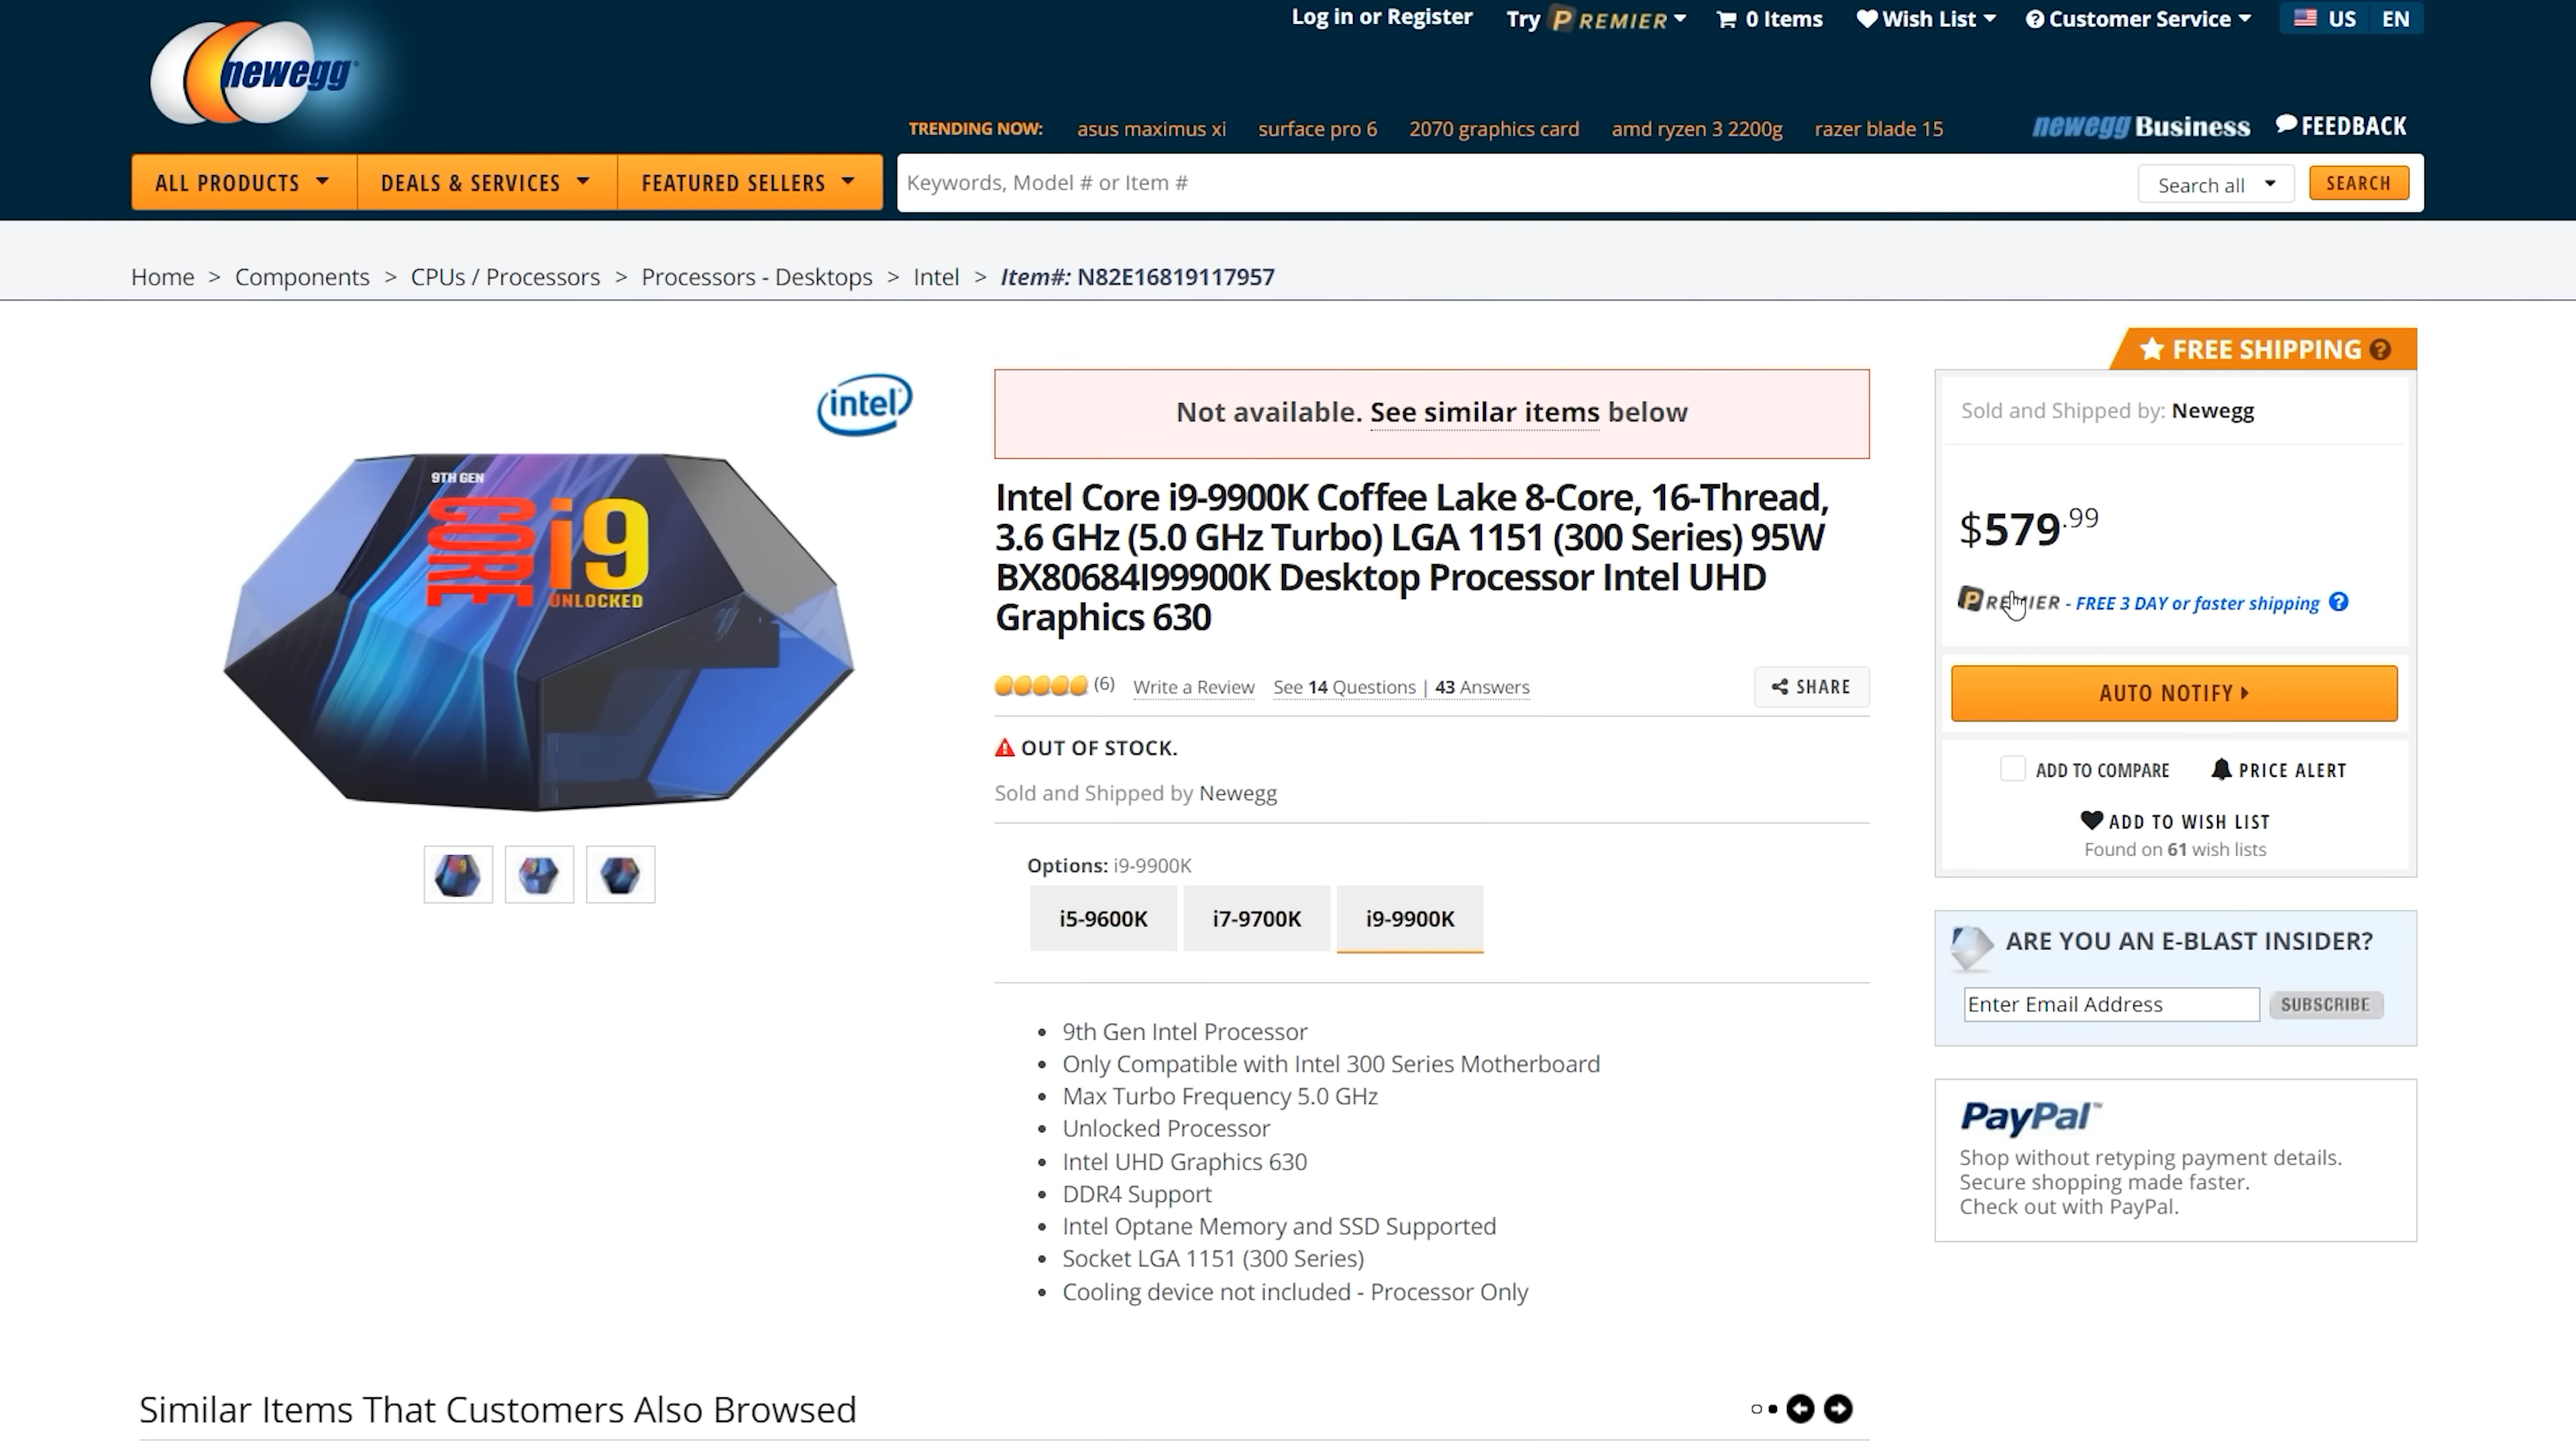 Log in or Register Try PREMIER 0 Items Wish List Customer Service US EN
newegg
TRENDING NOW: asus maximus xi surface pro 6 2070 graphics card amd ryzen 3 2200g razer blade 15 newegg Business FEEDBACK
ALL PRODUCTS DEALS & SERVICES FEATURED SELLERS Keywords, Model # or Item # Search all SEARCH
Home > Components > CPUs / Processors > Processors - Desktops > Intel > Item#: N82E16819117957
intel
9TH GEN
CORE i9
UNLOCKED
Not available. See similar items below
Intel Core i9-9900K Coffee Lake 8-Core, 16-Thread,
3.6 GHz (5.0 GHz Turbo) LGA 1151 (300 Series) 95W
BX80684I99900K Desktop Processor Intel UHD
Graphics 630
(6) Write a Review See 14 Questions | 43 Answers SHARE
OUT OF STOCK.
Sold and Shipped by Newegg
Options: i9-9900K
i5-9600K i7-9700K i9-9900K
• 9th Gen Intel Processor
• Only Compatible with Intel 300 Series Motherboard
• Max Turbo Frequency 5.0 GHz
• Unlocked Processor
• Intel UHD Graphics 630
• DDR4 Support
• Intel Optane Memory and SSD Supported
• Socket LGA 1151 (300 Series)
• Cooling device not included - Processor Only
FREE SHIPPING ?
Sold and Shipped by: Newegg
$579.99
PREMIER - FREE 3 DAY or faster shipping ?
AUTO NOTIFY
ADD TO COMPARE PRICE ALERT
ADD TO WISH LIST
Found on 61 wish lists
ARE YOU AN E-BLAST INSIDER?
Enter Email Address SUBSCRIBE
PayPal™
Shop without retyping payment details.
Secure shopping made faster.
Check out with PayPal.
Similar Items That Customers Also Browsed